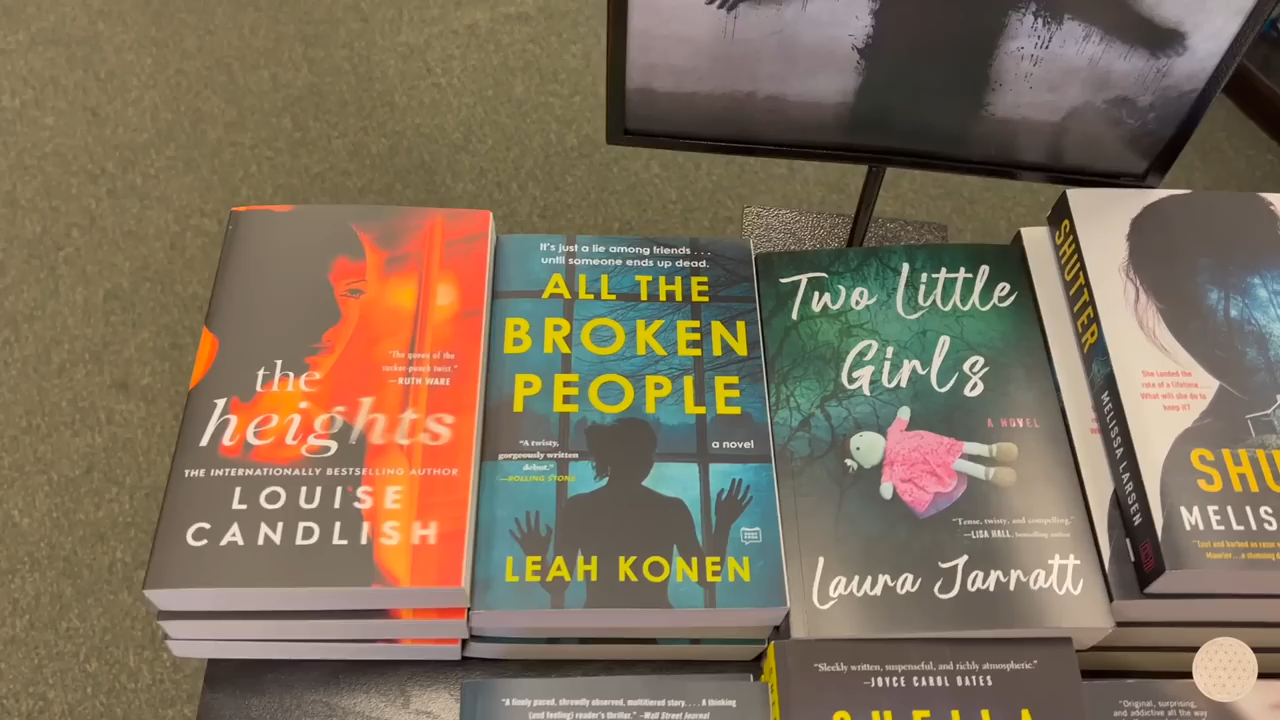 "The queen of the
sucker-punch twist."
—RUTH WARE
the
heights
THE INTERNATIONALLY BESTSELLING AUTHOR
LOUISE
CANDLISH
It's just a lie among friends . . .
until someone ends up dead.
ALL THE
BROKEN
PEOPLE
a novel
"A twisty,
gorgeously written
debut."
—ROLLING STONE
LEAH KONEN
Two Little
Girls
A NOVEL
"Tense, twisty, and compelling."
—LISA HALL, bestselling author
Laura Jarratt
SHUTTER
MELISSA LARSEN
She landed the
role of a lifetime....
What will she do to
keep it?
SHU
MELIS
"A finely paced, shrewdly observed, multitiered story. . . . A thinking
(and feeling) reader's thriller." —Wall Street Journal
"Sleekly written, suspenseful, and richly atmospheric."
—JOYCE CAROL OATES
"Original, surprising,
and addictive all the way